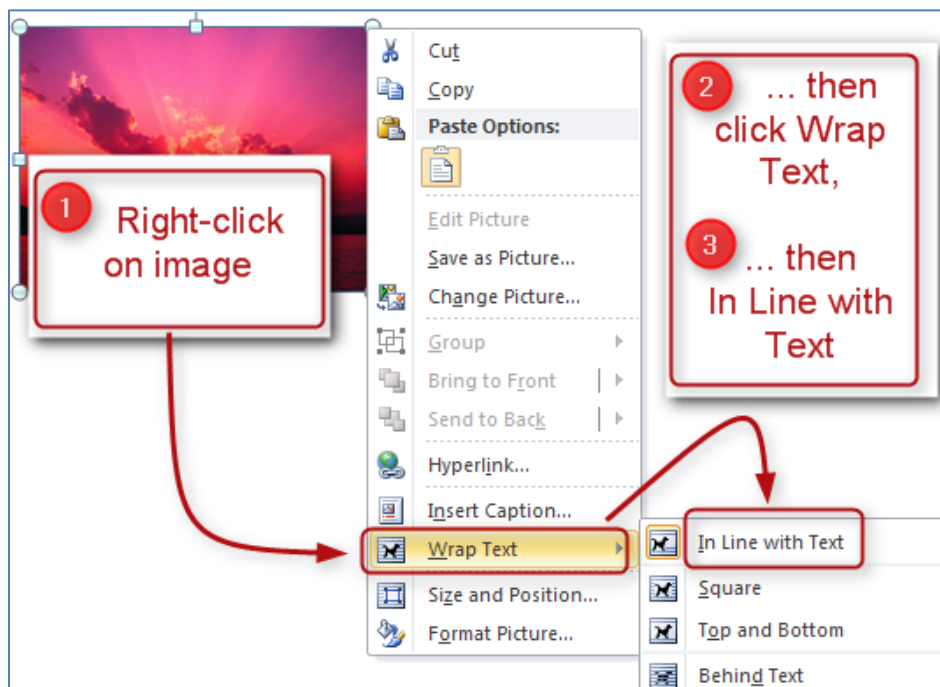 1 Right-click
on image
Cut
Copy
Paste Options:
Edit Picture
Save as Picture...
Change Picture...
Group
Bring to Front
Send to Back
Hyperlink...
Insert Caption...
Wrap Text
Size and Position...
Format Picture...
2 ... then
click Wrap
Text,
3 ... then
In Line with
Text
In Line with Text
Square
Top and Bottom
Behind Text